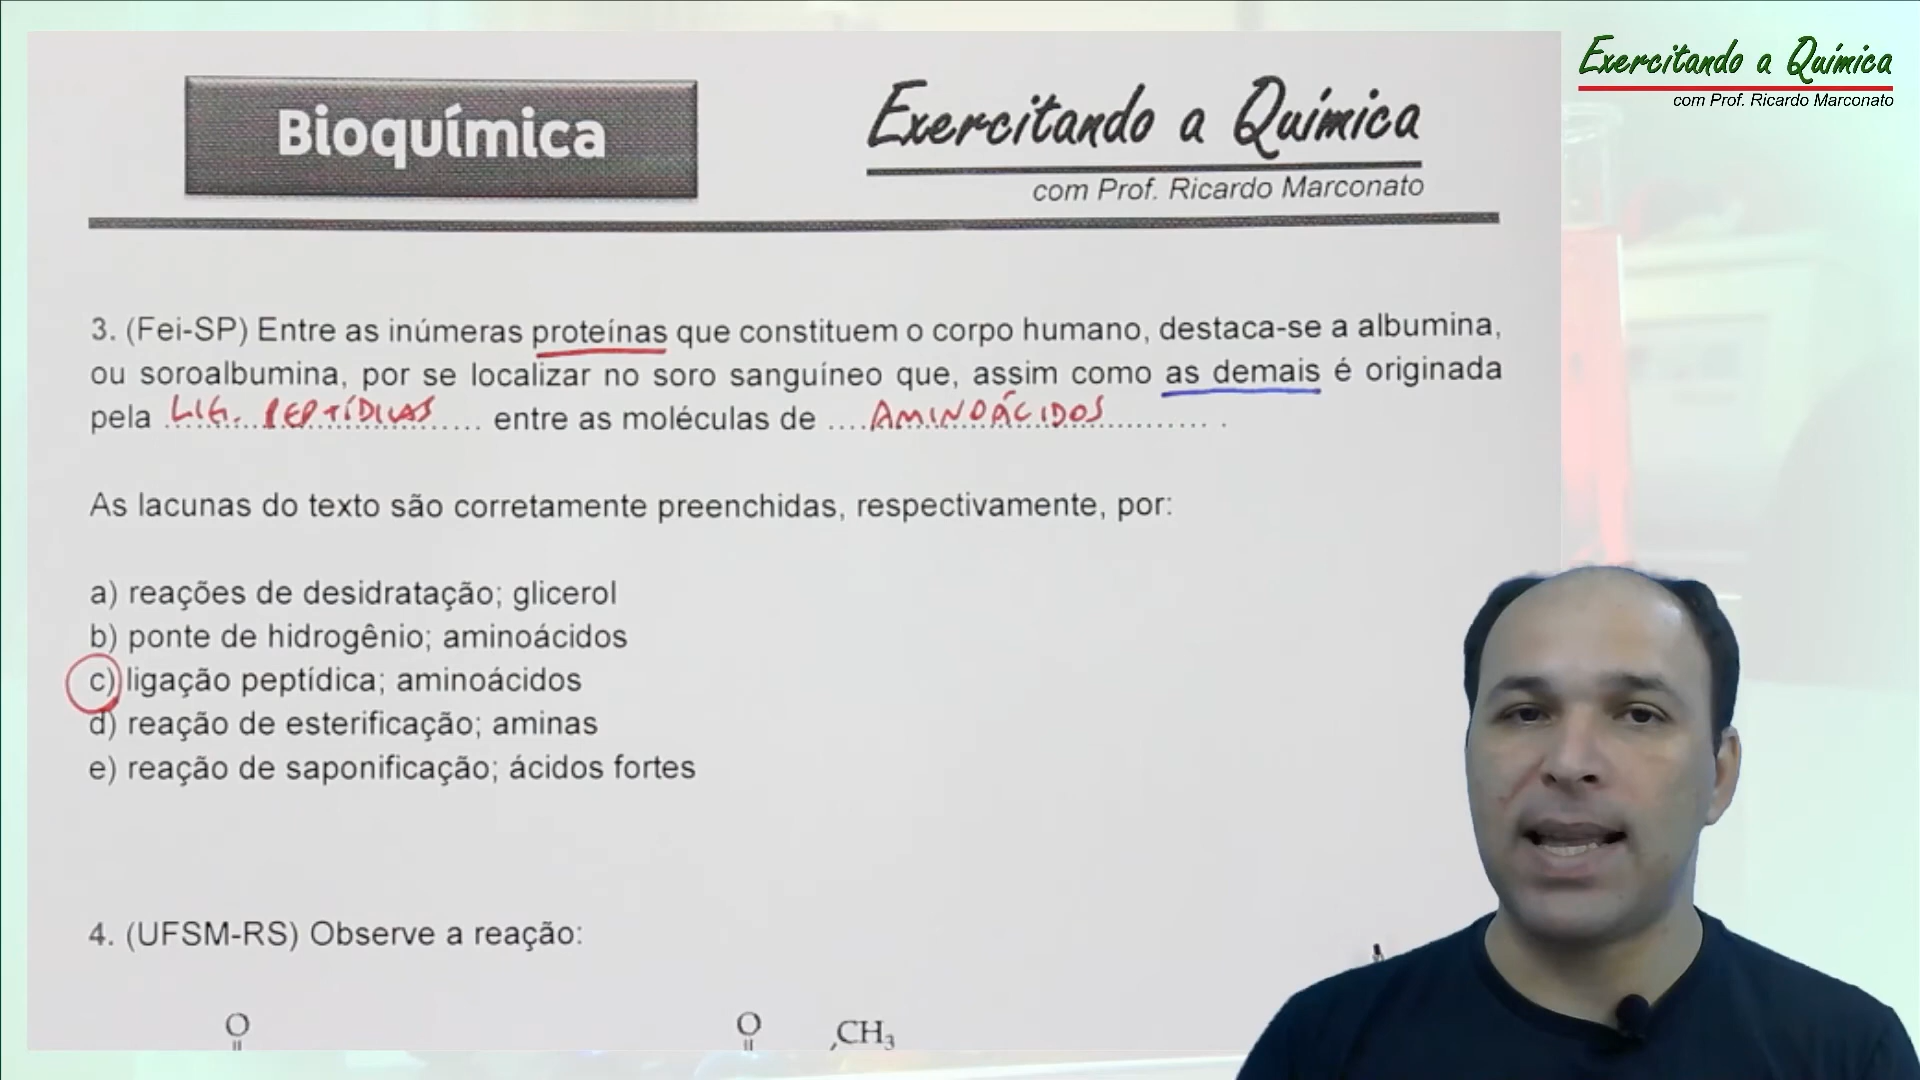 Bioquímica
Exercitando a Química
com Prof. Ricardo Marconato
Exercitando a Química
com Prof. Ricardo Marconato
3. (Fei-SP) Entre as inúmeras proteínas que constituem o corpo humano, destaca-se a albumina,
ou soroalbumina, por se localizar no soro sanguíneo que, assim como as demais é originada
pela LIG. PEPTÍDICAS entre as moléculas de AMINOÁCIDOS .
As lacunas do texto são corretamente preenchidas, respectivamente, por:
a) reações de desidratação; glicerol
b) ponte de hidrogênio; aminoácidos
c) ligação peptídica; aminoácidos
d) reação de esterificação; aminas
e) reação de saponificação; ácidos fortes
4. (UFSM-RS) Observe a reação:
O O CH₃